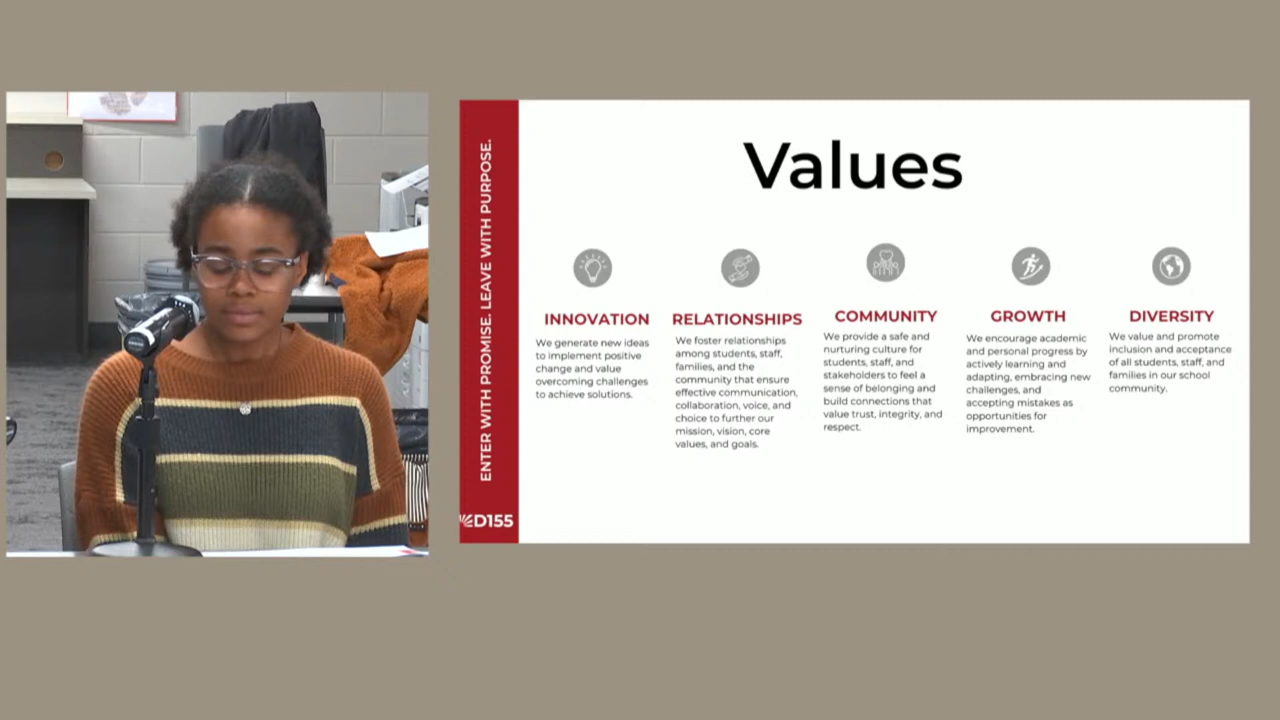 ENTER WITH PROMISE. LEAVE WITH PURPOSE.
D155
Values
INNOVATION
We generate new ideas
to implement positive
change and value
overcoming challenges
to achieve solutions.
RELATIONSHIPS
We foster relationships
among students, staff,
families, and the
community that ensure
effective communication,
collaboration, voice, and
choice to further our
mission, vision, core
values, and goals.
COMMUNITY
We provide a safe and
nurturing culture for
students, staff, and
stakeholders to feel a
sense of belonging and
build connections that
value trust, integrity, and
respect.
GROWTH
We encourage academic
and personal progress by
actively learning and
adapting, embracing new
challenges, and
accepting mistakes as
opportunities for
improvement.
DIVERSITY
We value and promote
inclusion and acceptance
of all students, staff, and
families in our school
community.